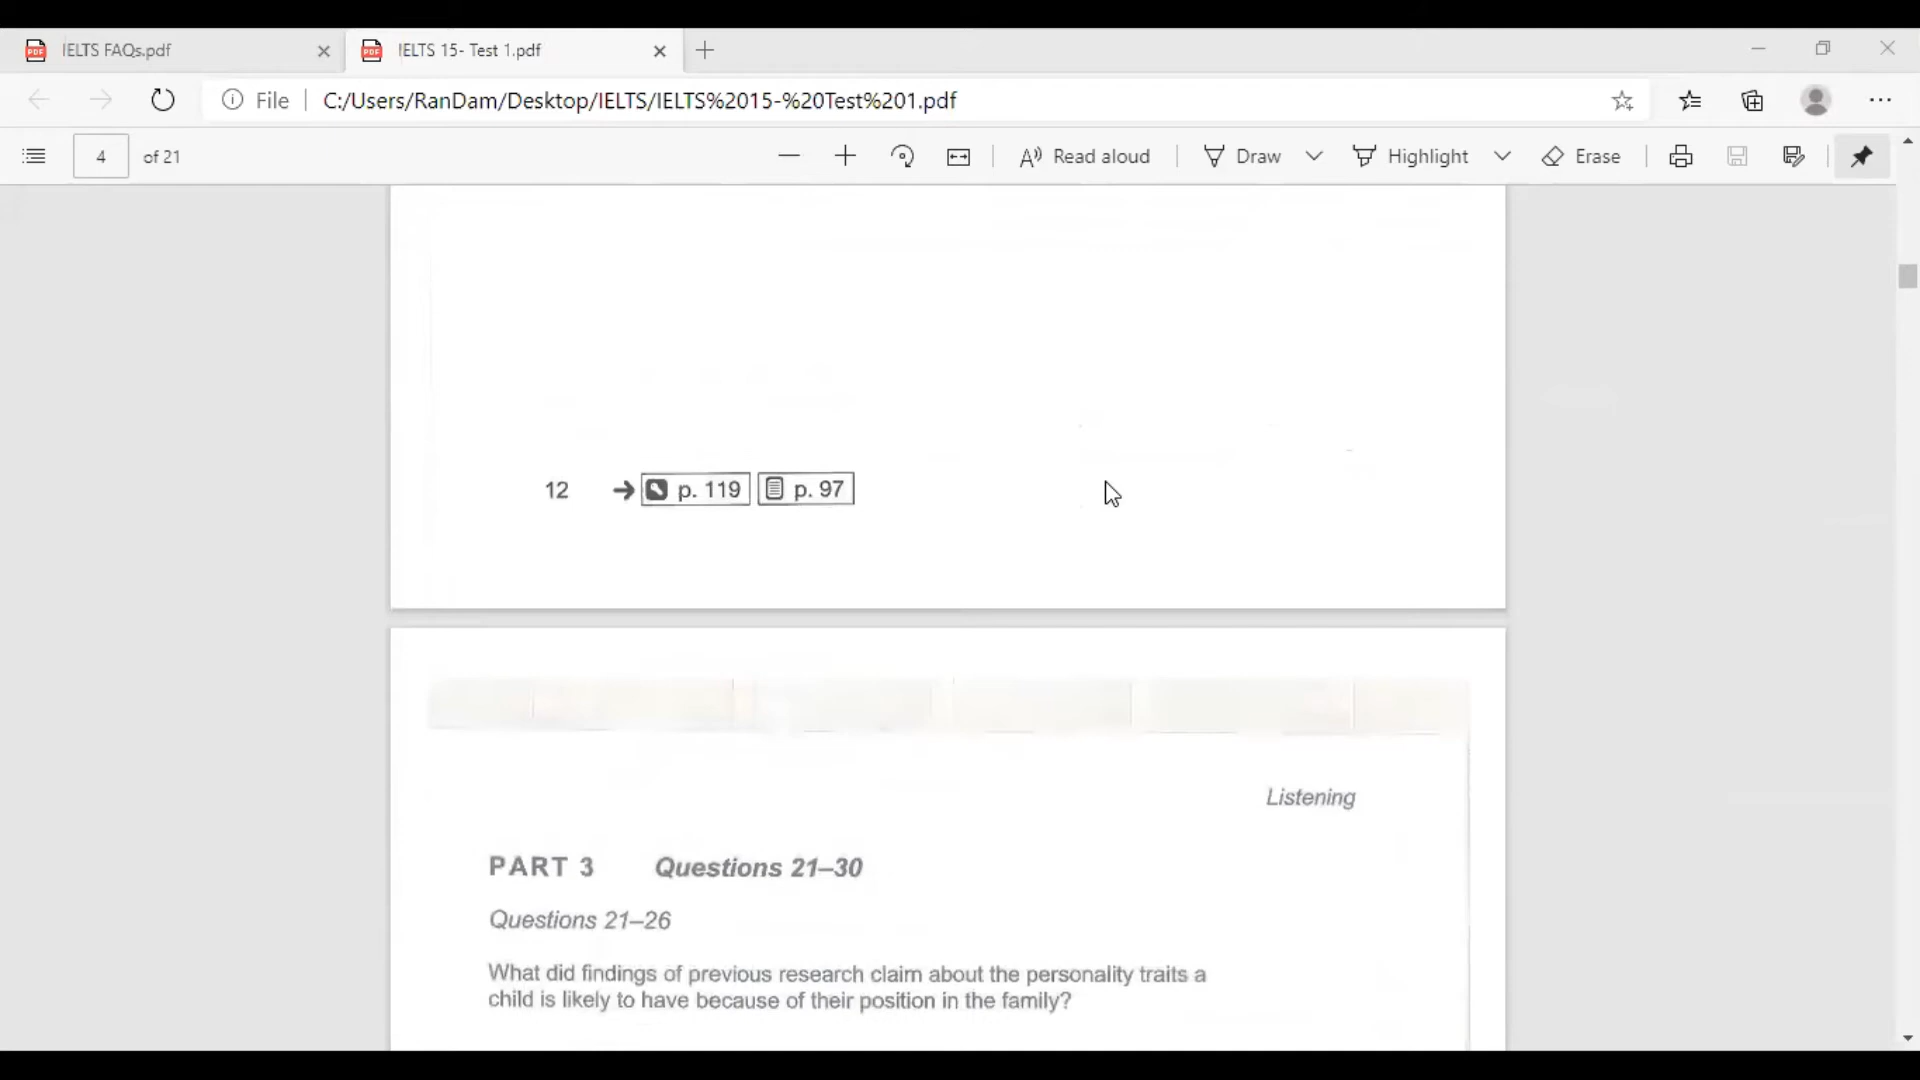 IELTS FAQs.pdf
IELTS 15- Test 1.pdf
File
C:/Users/RanDam/Desktop/IELTS/IELTS%2015-%20Test%201.pdf
4 of 21
Read aloud
Draw
Highlight
Erase
12 → p. 119 p. 97
Listening
PART 3 Questions 21–30
Questions 21–26
What did findings of previous research claim about the personality traits a
child is likely to have because of their position in the family?